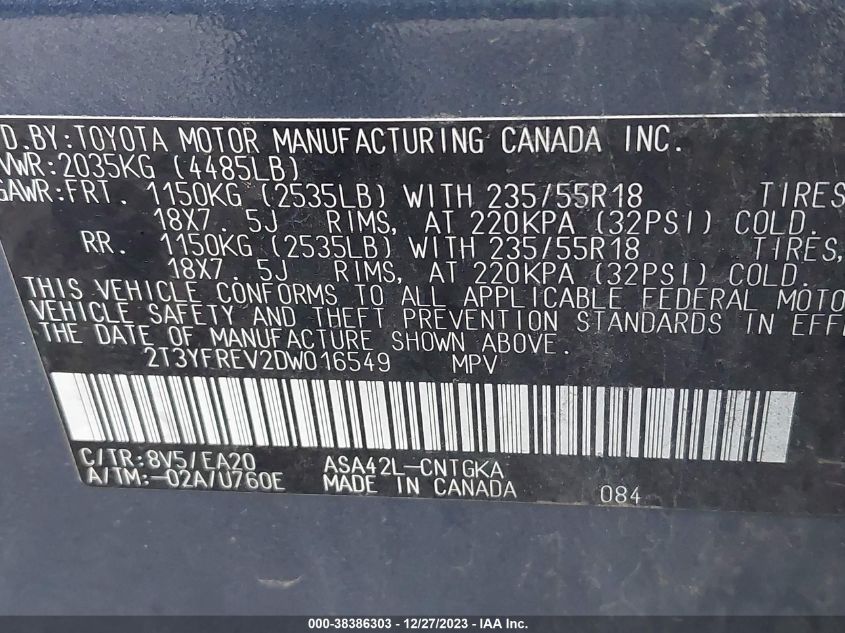 D.BY:TOYOTA MOTOR MANUFACTURING CANADA INC.
VWR:2035KG (4485LB)
GAWR:FRT. 1150KG (2535LB) WITH 235/55R18 TIRES
18X7.5J RIMS, AT 220KPA (32PSI) COLD.
RR. 1150KG (2535LB) WITH 235/55R18 TIRES,
18X7.5J RIMS, AT 220KPA (32PSI) COLD.
THIS VEHICLE CONFORMS TO ALL APPLICABLE FEDERAL MOTO
VEHICLE SAFETY AND THEFT PREVENTION STANDARDS IN EFF
THE DATE OF MANUFACTURE SHOWN ABOVE.
2T3YFREV2DW016549 MPV
C/TR:8V5/EA20 ASA42L-CNTGKA
A/TM:-02A/U760E MADE IN CANADA 084
000-38386303 - 12/27/2023 - IAA Inc.